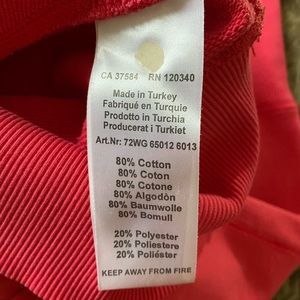 CA 37584 RN 120340
Made in Turkey
Fabriqué en Turquie
Prodotto in Turchia
Producerat i Turkiet
Art.Nr: 72WG 65012 6013
80% Cotton
80% Coton
80% Cotone
80% Algodòn
80% Baumwolle
80% Bomull
20% Polyester
20% Poliestere
20% Poliéster
KEEP AWAY FROM FIRE